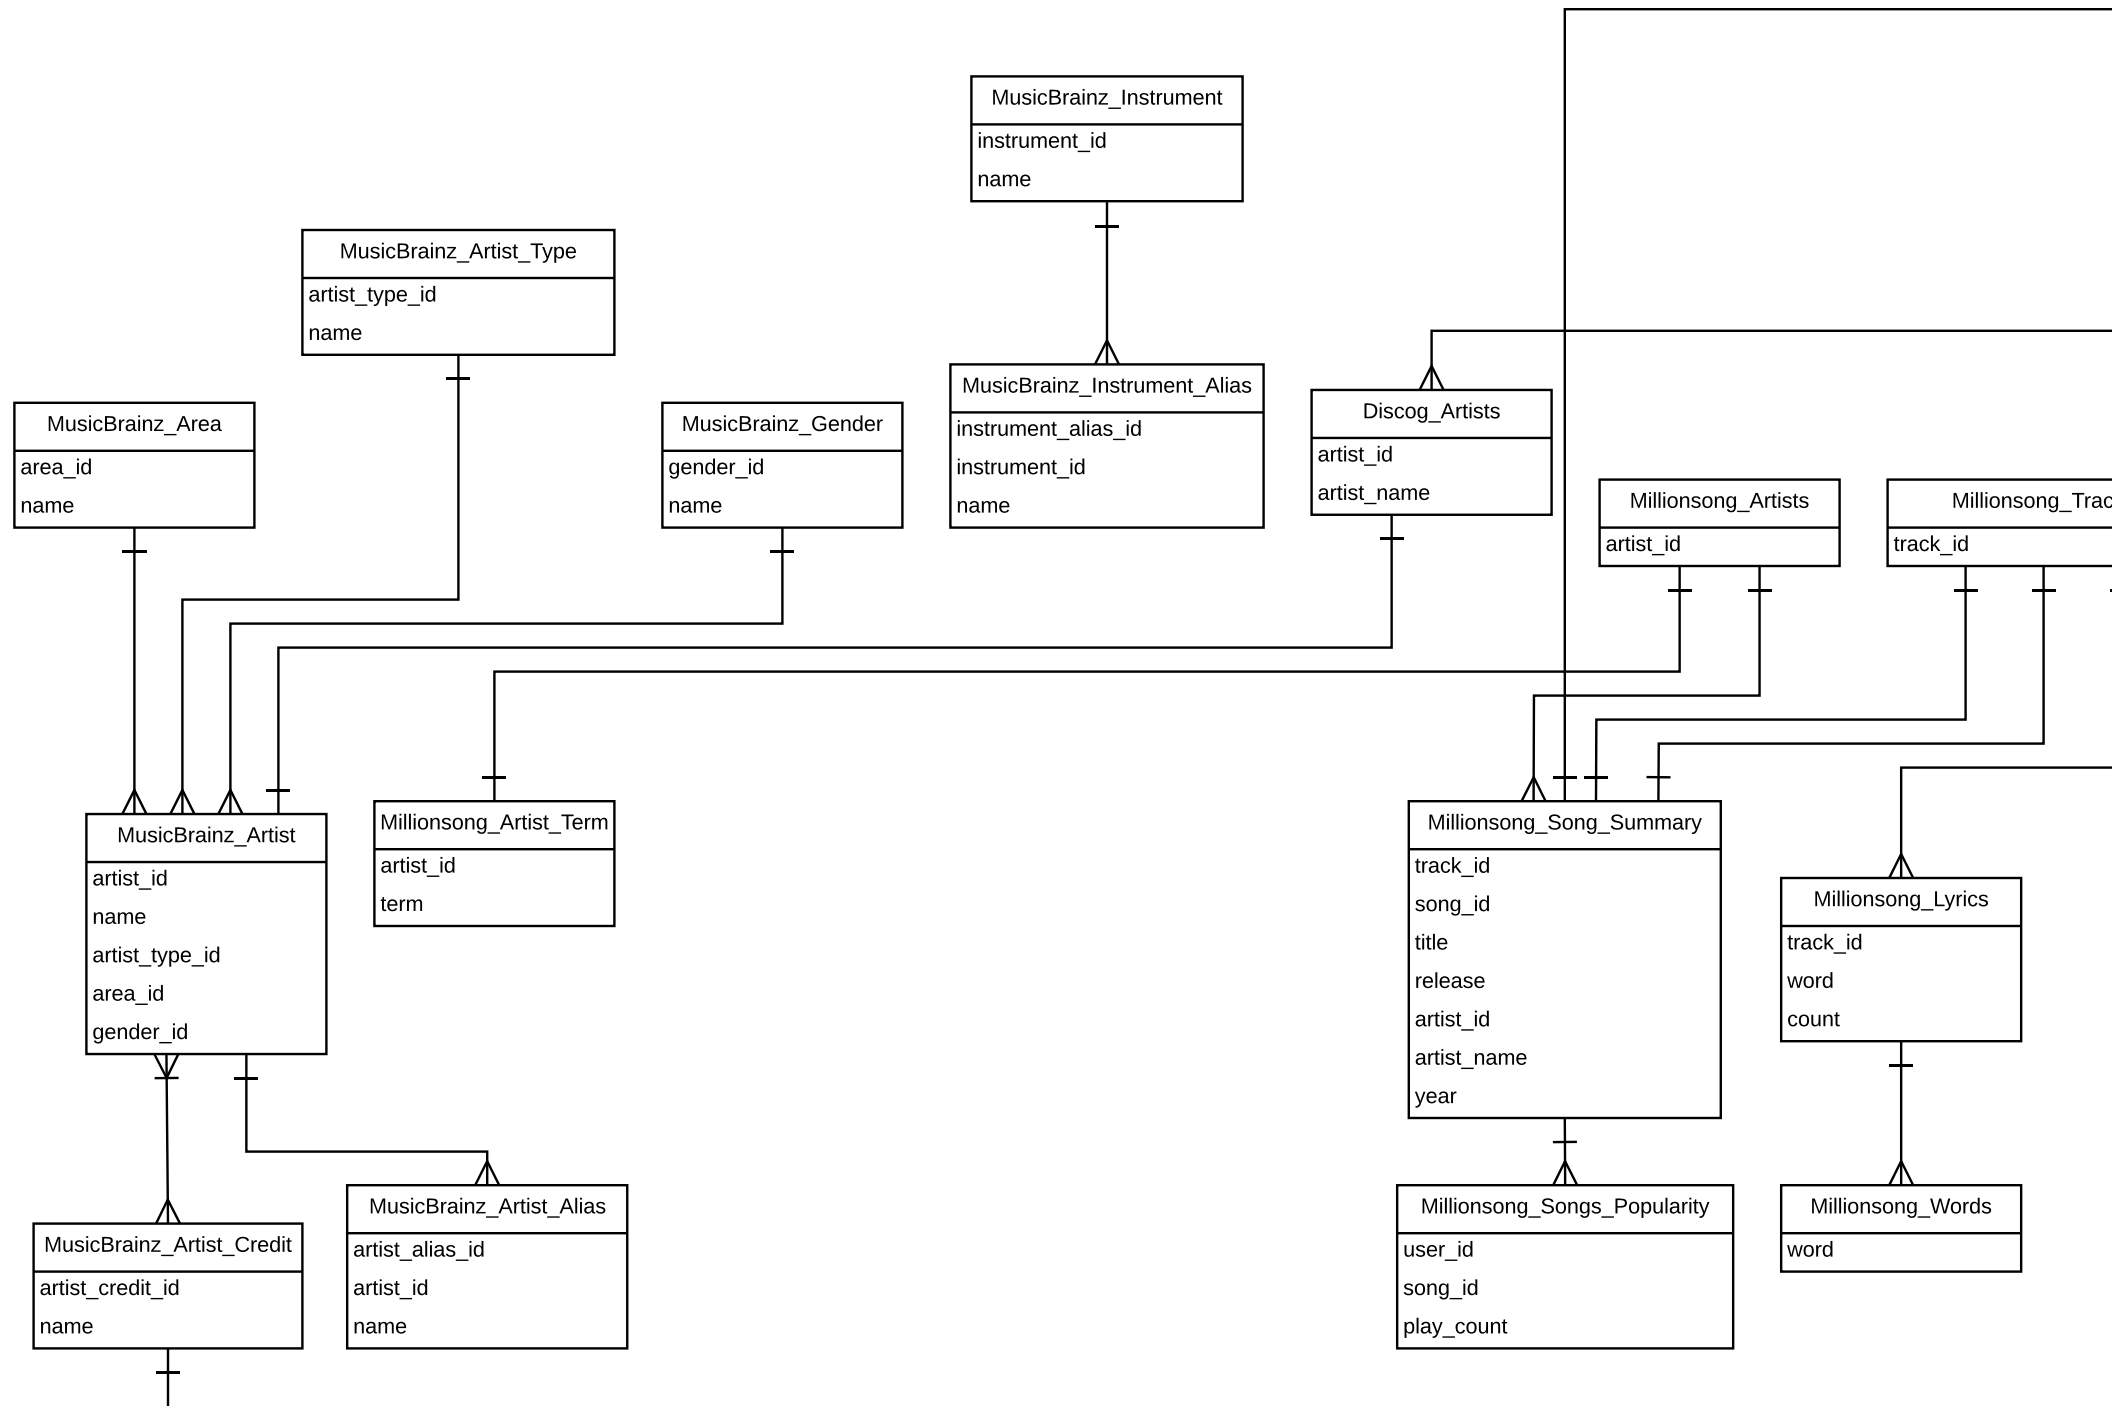 MusicBrainz_Instrument
instrument_id
name
MusicBrainz_Artist_Type
artist_type_id
name
MusicBrainz_Instrument_Alias
instrument_alias_id
instrument_id
name
Discog_Artists
artist_id
artist_name
MusicBrainz_Area
area_id
name
MusicBrainz_Gender
gender_id
name
Millionsong_Artists
artist_id
Millionsong_Trac
track_id
MusicBrainz_Artist
artist_id
name
artist_type_id
area_id
gender_id
Millionsong_Artist_Term
artist_id
term
Millionsong_Song_Summary
track_id
song_id
title
release
artist_id
artist_name
year
Millionsong_Lyrics
track_id
word
count
MusicBrainz_Artist_Credit
artist_credit_id
name
MusicBrainz_Artist_Alias
artist_alias_id
artist_id
name
Millionsong_Songs_Popularity
user_id
song_id
play_count
Millionsong_Words
word